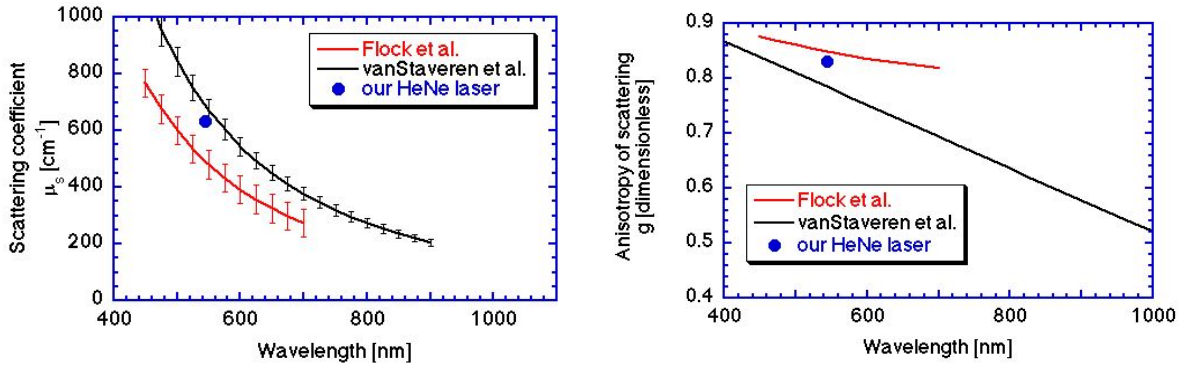 Scattering coefficient
μs [cm-1]
1000
800
600
400
200
0
Flock et al.
vanStaveren et al.
our HeNe laser
400
600
800
1000
Wavelength [nm]
Anisotropy of scattering
g [dimensionless]
0.9
0.8
0.7
0.6
0.5
0.4
Flock et al.
vanStaveren et al.
our HeNe laser
400
600
800
1000
Wavelength [nm]